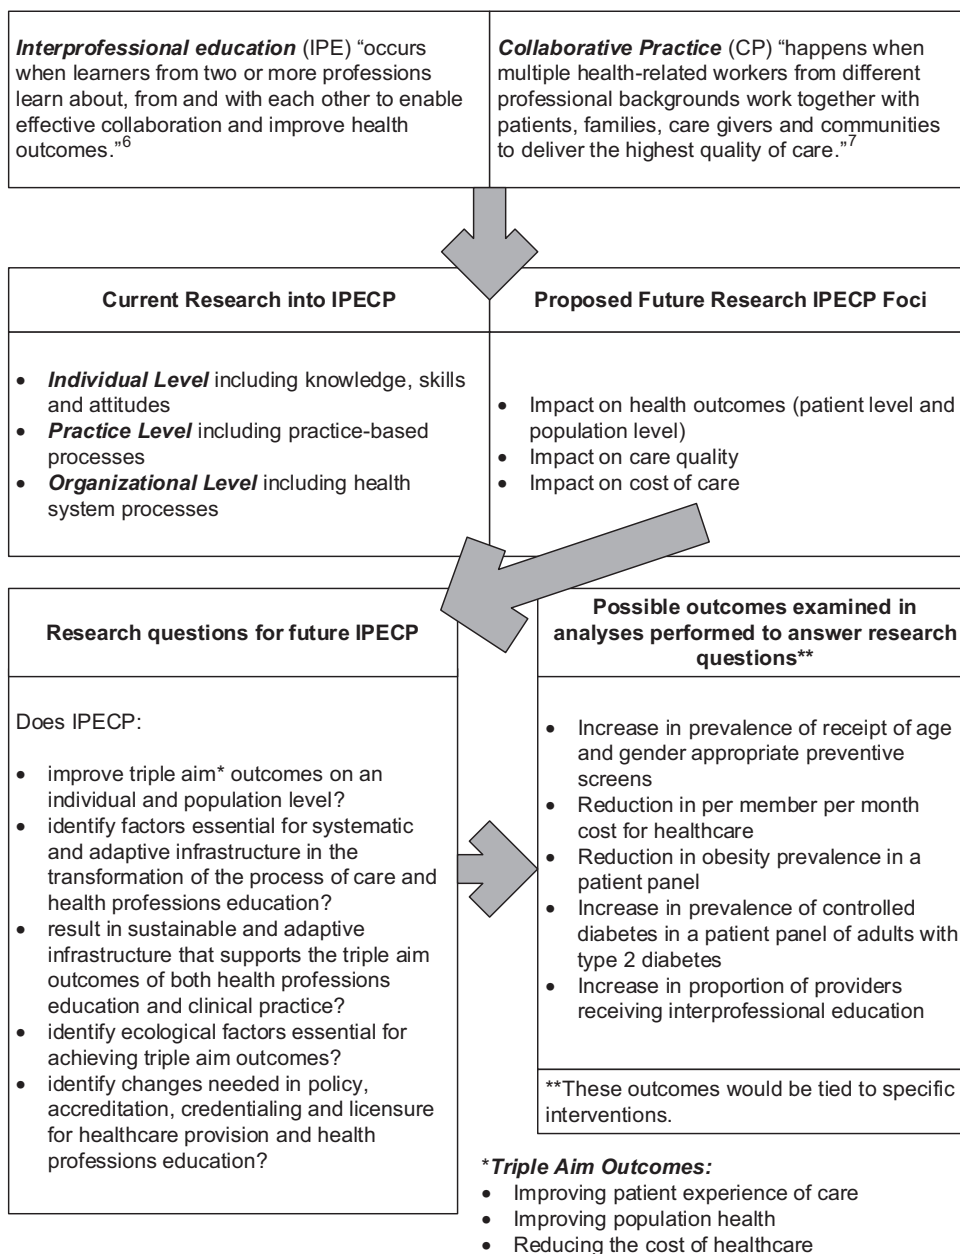 Interprofessional education (IPE) “occurs
when learners from two or more professions
learn about, from and with each other to enable
effective collaboration and improve health
outcomes.”6
Collaborative Practice (CP) “happens when
multiple health-related workers from different
professional backgrounds work together with
patients, families, care givers and communities
to deliver the highest quality of care.”7
Current Research into IPECP
• Individual Level including knowledge, skills
and attitudes
• Practice Level including practice-based
processes
• Organizational Level including health
system processes
Proposed Future Research IPECP Foci
• Impact on health outcomes (patient level and
population level)
• Impact on care quality
• Impact on cost of care
Research questions for future IPECP
Does IPECP:
• improve triple aim* outcomes on an
individual and population level?
• identify factors essential for systematic
and adaptive infrastructure in the
transformation of the process of care and
health professions education?
• result in sustainable and adaptive
infrastructure that supports the triple aim
outcomes of both health professions
education and clinical practice?
• identify ecological factors essential for
achieving triple aim outcomes?
• identify changes needed in policy,
accreditation, credentialing and licensure
for healthcare provision and health
professions education?
Possible outcomes examined in
analyses performed to answer research
questions**
• Increase in prevalence of receipt of age
and gender appropriate preventive
screens
• Reduction in per member per month
cost for healthcare
• Reduction in obesity prevalence in a
patient panel
• Increase in prevalence of controlled
diabetes in a patient panel of adults with
type 2 diabetes
• Increase in proportion of providers
receiving interprofessional education
**These outcomes would be tied to specific
interventions.
*Triple Aim Outcomes:
• Improving patient experience of care
• Improving population health
• Reducing the cost of healthcare